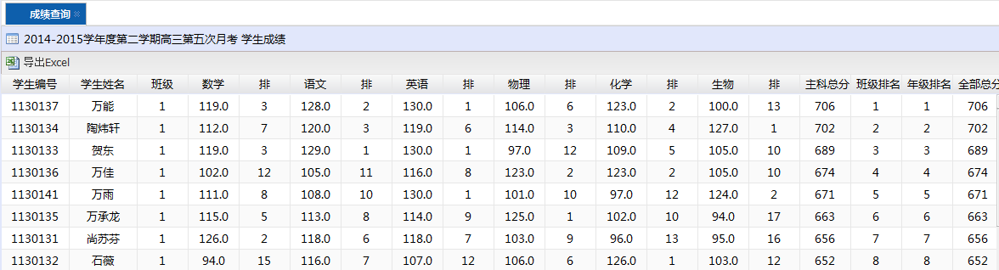 成绩查询
2014-2015学年度第二学期高三第五次月考 学生成绩
导出Excel
学生编号 学生姓名 班级 数学 排 语文 排 英语 排 物理 排 化学 排 生物 排 主科总分 班级排名 年级排名 全部总分
1130137 万能 1 119.0 3 128.0 2 130.0 1 106.0 6 123.0 2 100.0 13 706 1 1 706
1130134 陶炜轩 1 112.0 7 120.0 3 119.0 6 114.0 3 110.0 4 127.0 1 702 2 2 702
1130133 贺东 1 119.0 3 129.0 1 130.0 1 97.0 12 109.0 5 105.0 10 689 3 3 689
1130136 万佳 1 102.0 12 105.0 11 116.0 8 123.0 2 123.0 2 105.0 10 674 4 4 674
1130141 万雨 1 111.0 8 108.0 10 130.0 1 101.0 10 97.0 12 124.0 2 671 5 5 671
1130135 万承龙 1 115.0 5 113.0 8 114.0 9 125.0 1 102.0 10 94.0 17 663 6 6 663
1130131 尚苏芬 1 126.0 2 118.0 6 118.0 7 103.0 9 96.0 13 95.0 16 656 7 7 656
1130132 石薇 1 94.0 15 116.0 7 107.0 12 106.0 6 126.0 1 103.0 12 652 8 8 652